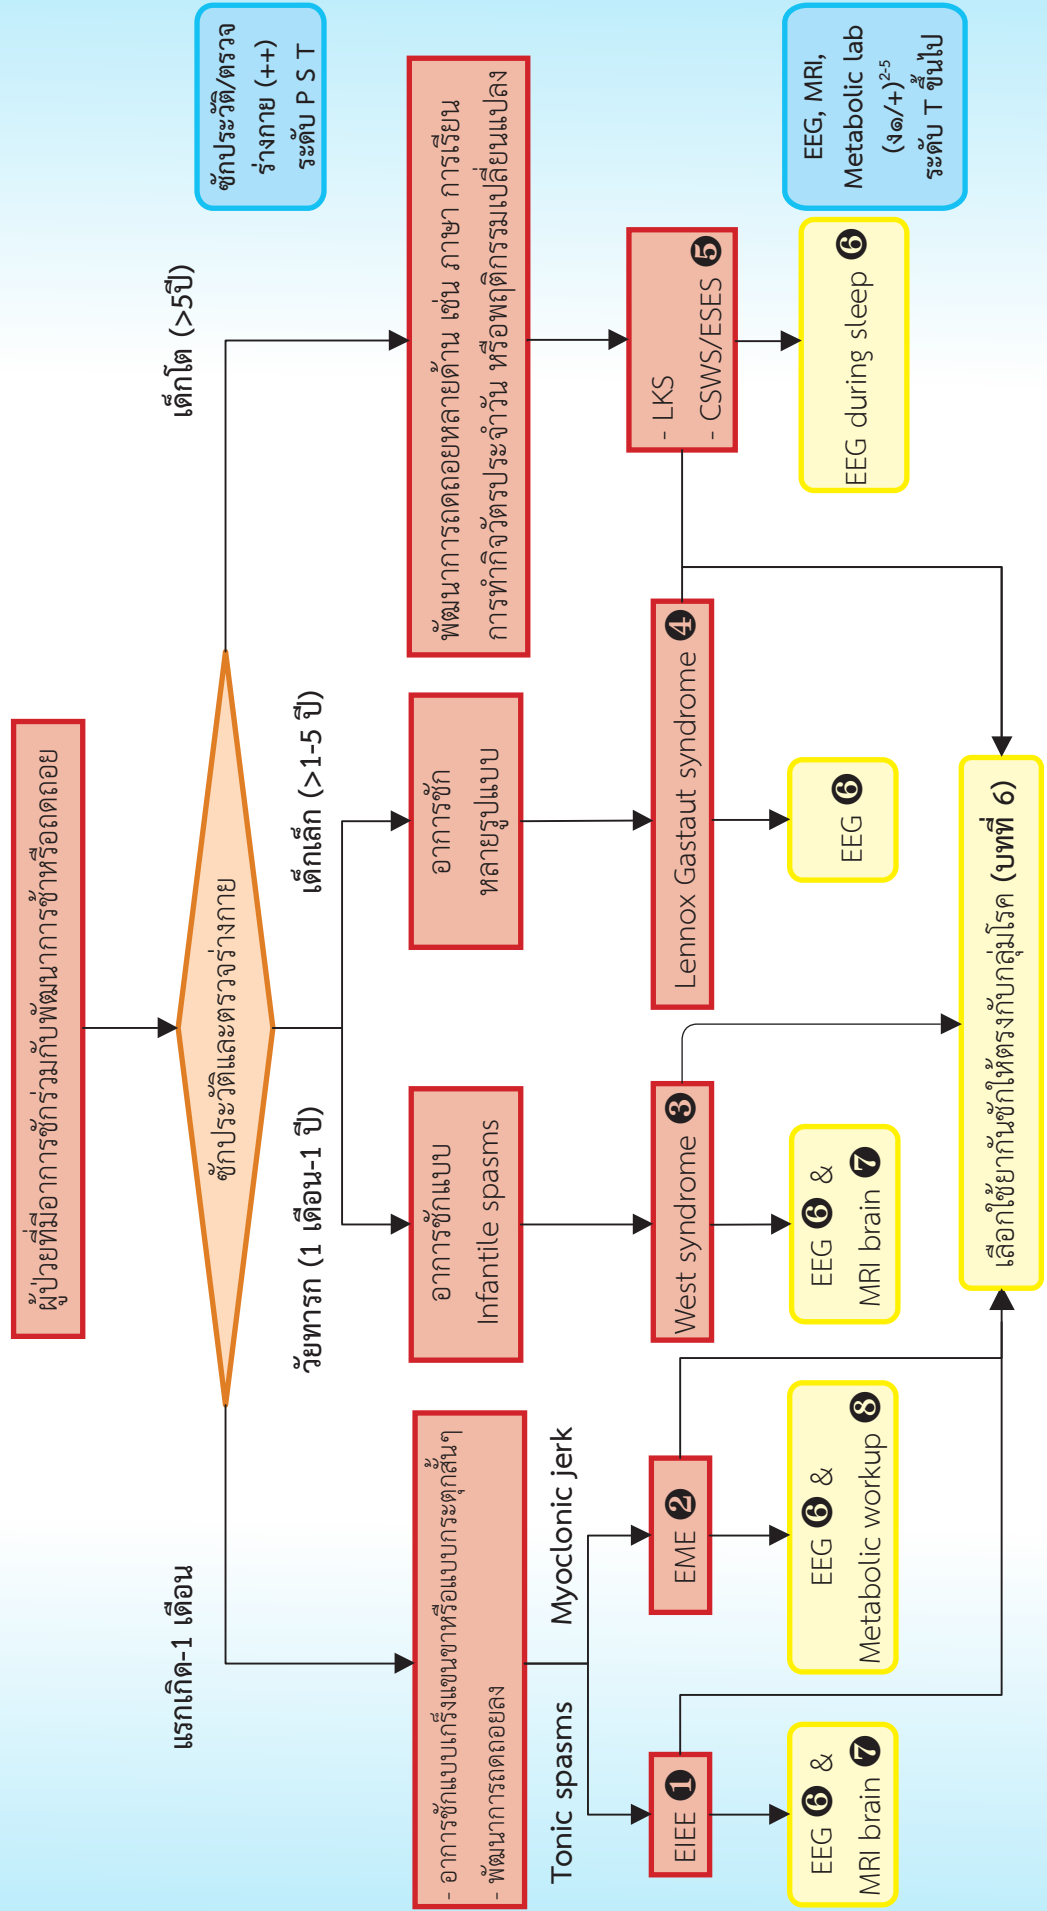 ผู้ป่วยที่มีอาการชักร่วมกับพัฒนาการช้าหรือถดถอย
ซักประวัติและตรวจร่างกาย
ซักประวัติ/ตรวจ
ร่างกาย (++)
ระดับ P S T
แรกเกิด-1 เดือน
วัยทารก (1 เดือน-1 ปี)
เด็กเล็ก (>1-5 ปี)
เด็กโต (>5ปี)
- อาการชักแบบเกร็งแขนขาหรือแบบกระตุกสั้นๆ
- พัฒนาการถดถอยลง
อาการชักแบบ
Infantile spasms
อาการชัก
หลายรูปแบบ
พัฒนาการถดถอยหลายด้าน เช่น ภาษา การเรียน
การทำกิจวัตรประจำวัน หรือพฤติกรรมเปลี่ยนแปลง
Tonic spasms
Myoclonic jerk
EIEE ❶
EME ❷
West syndrome ❸
Lennox Gastaut syndrome ❹
- LKS
- CSWS/ESES ❺
EEG ❻ &
MRI brain ❼
EEG ❻ &
Metabolic workup ❽
EEG ❻ &
MRI brain ❼
EEG ❻
EEG during sleep ❻
EEG, MRI,
Metabolic lab
(ง๑/+)²⁻⁵
ระดับ T ขึ้นไป
เลือกใช้ยากันชักให้ตรงกับกลุ่มโรค (บทที่ 6)